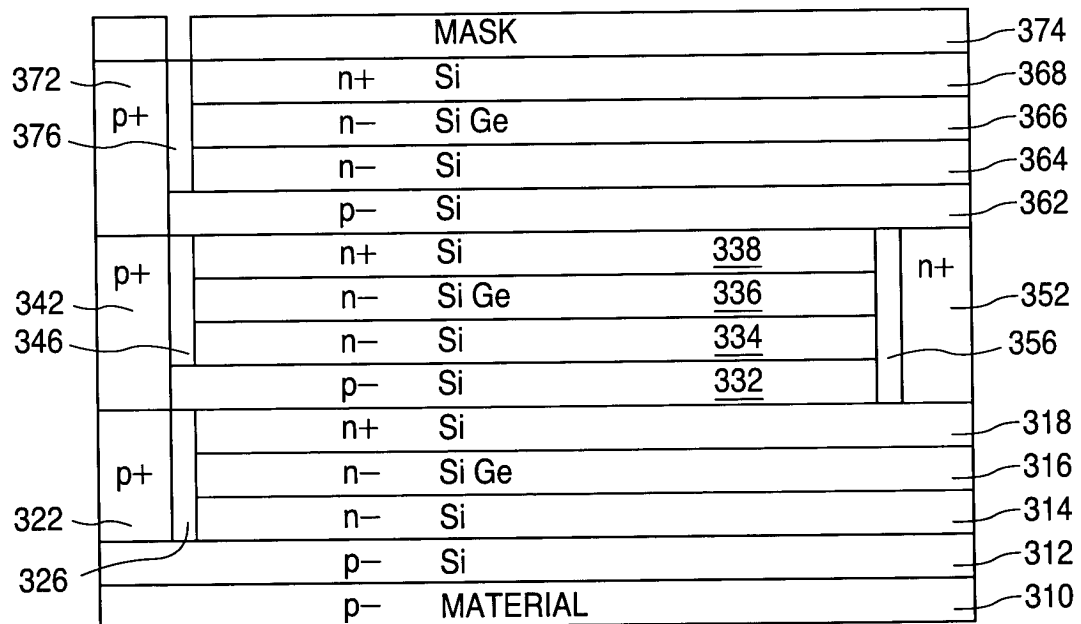 MASK 374
372 n+ Si 368
p+ n− Si Ge 366
376 n− Si 364
p− Si 362
p+ n+ Si 338 n+
342 n− Si Ge 336 352
346 n− Si 334 356
p− Si 332
n+ Si 318
p+ n− Si Ge 316
322 n− Si 314
326 p− Si 312
p− MATERIAL 310